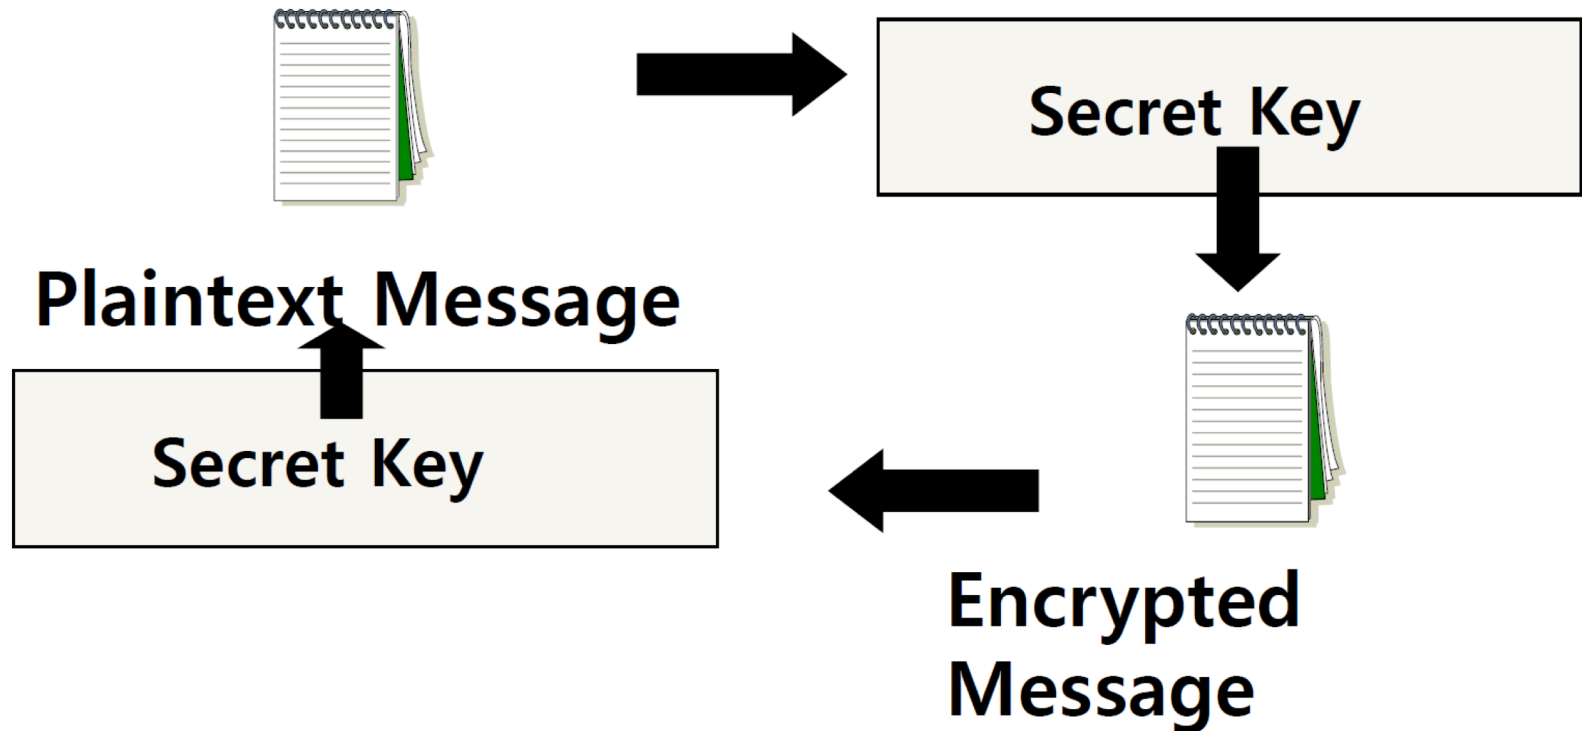 Secret Key
Plaintext Message
Secret Key
Encrypted
Message